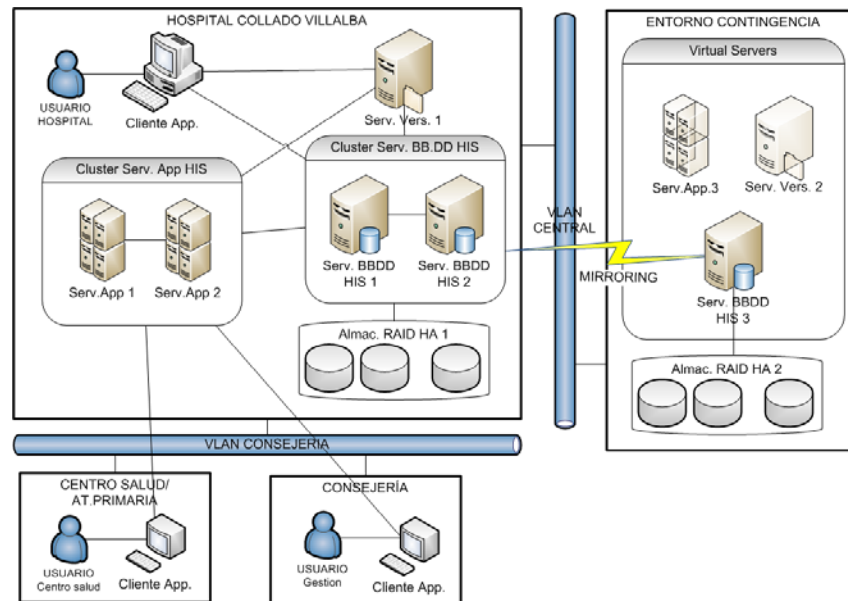 HOSPITAL COLLADO VILLALBA
USUARIO
HOSPITAL
Cliente App.
Serv. Vers. 1
Cluster Serv. App HIS
Serv.App 1
Serv.App 2
Cluster Serv. BB.DD HIS
Serv. BBDD
HIS 1
Serv. BBDD
HIS 2
Almac. RAID HA 1
VLAN
CENTRAL
MIRRORING
ENTORNO CONTINGENCIA
Virtual Servers
Serv.App.3
Serv. Vers. 2
Serv. BBDD
HIS 3
Almac. RAID HA 2
VLAN CONSEJERIA
CENTRO SALUD/
AT.PRIMARIA
USUARIO
Centro salud
Cliente App.
CONSEJERÍA
USUARIO
Gestion
Cliente App.